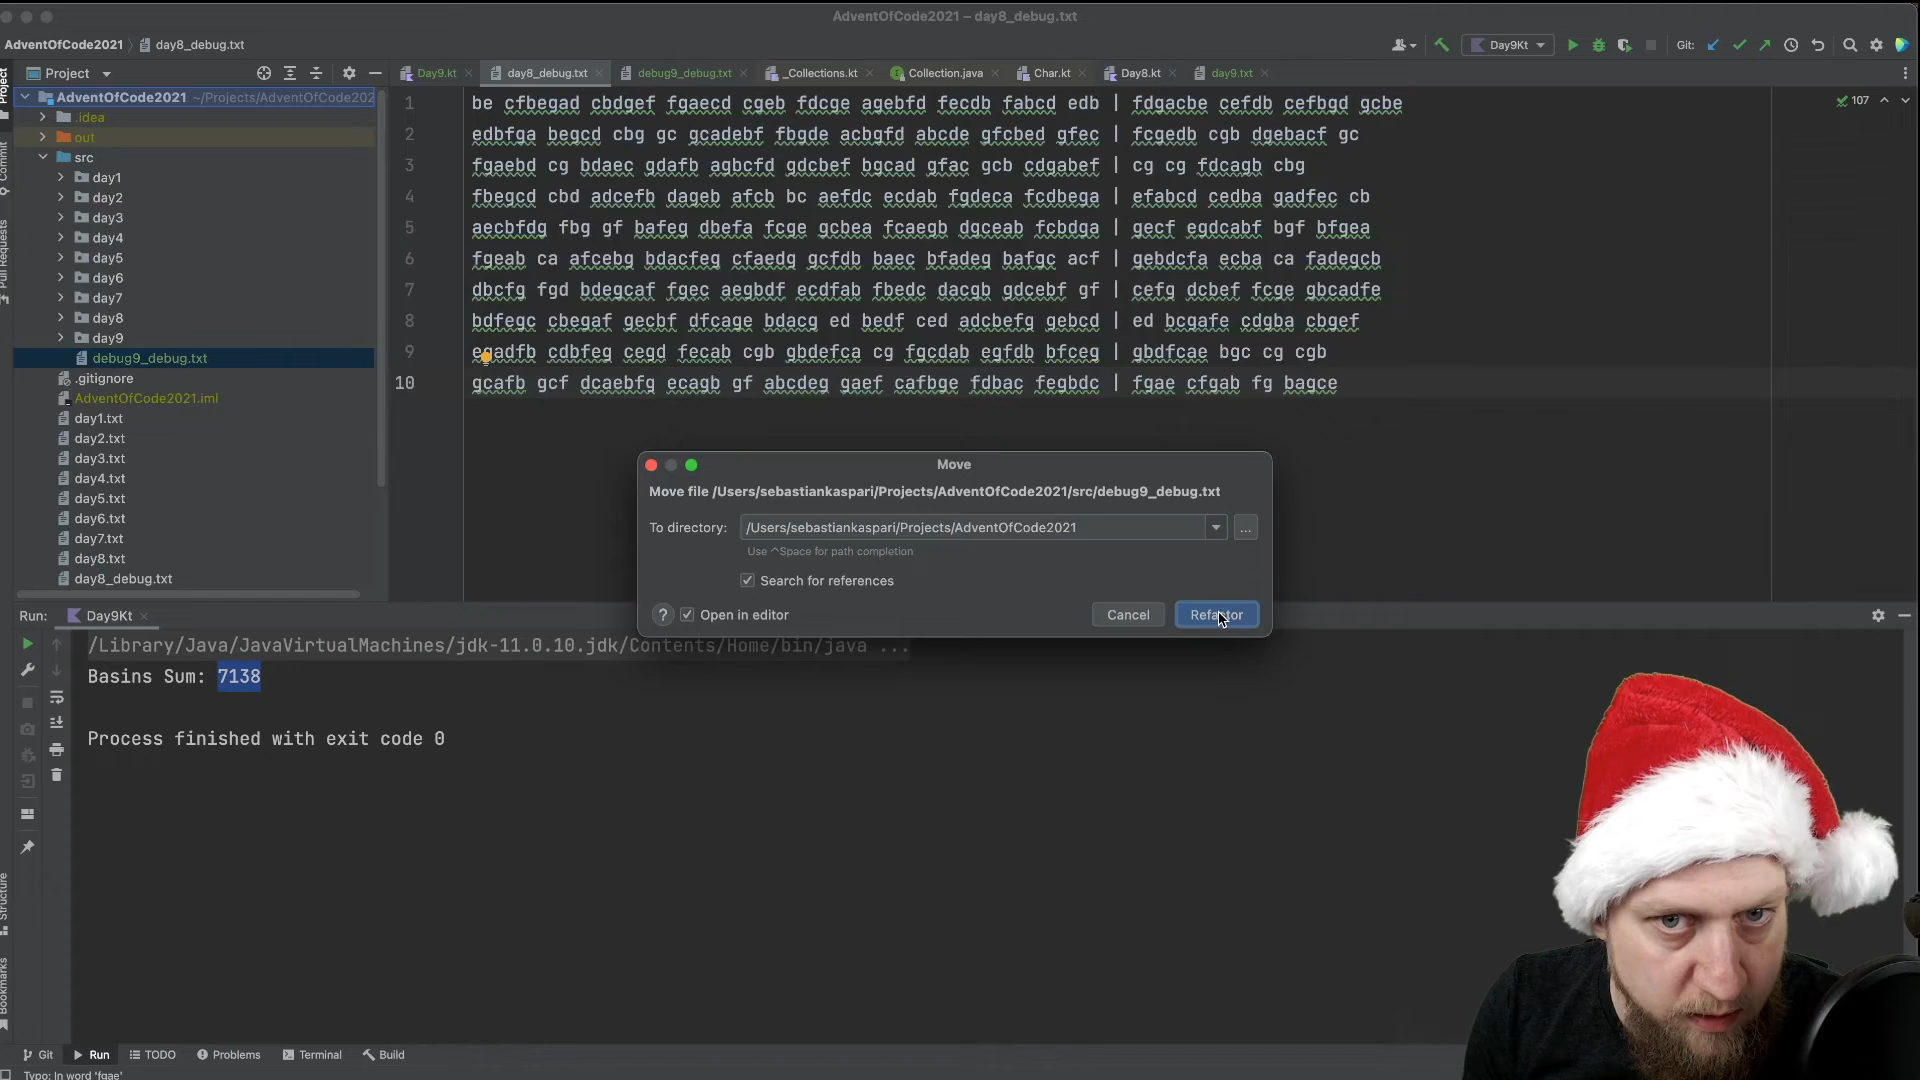 AdventOfCode2021 – day8_debug.txt
AdventOfCode2021 day8_debug.txt
Day9Kt
Git:
Project
Day9.kt
day8_debug.txt
debug9_debug.txt
_Collections.kt
Collection.java
Char.kt
Day8.kt
day9.txt
AdventOfCode2021 ~/Projects/AdventOfCode202
.idea
out
src
day1
day2
day3
day4
day5
day6
day7
day8
day9
debug9_debug.txt
.gitignore
AdventOfCode2021.iml
day1.txt
day2.txt
day3.txt
day4.txt
day5.txt
day6.txt
day7.txt
day8.txt
day8_debug.txt
Project
Commit
Pull Requests
107
1 be cfbegad cbdgef fgaecd cgeb fdcge agebfd fecdb fabcd edb | fdgacbe cefdb cefbgd gcbe
2 edbfga begcd cbg gc gcadebf fbgde acbgfd abcde gfcbed gfec | fcgedb cgb dgebacf gc
3 fgaebd cg bdaec gdafb agbcfd gdcbef bgcad gfac gcb cdgabef | cg cg fdcagb cbg
4 fbegcd cbd adcefb dageb afcb bc aefdc ecdab fgdeca fcdbega | efabcd cedba gadfec cb
5 aecbfdg fbg gf bafeg dbefa fcge gcbea fcaegb dgceab fcbdga | gecf egdcabf bgf bfgea
6 fgeab ca afcebg bdacfeg cfaedg gcfdb baec bfadeg bafgc acf | gebdcfa ecba ca fadegcb
7 dbcfg fgd bdegcaf fgec aegbdf ecdfab fbedc dacgb gdcebf gf | cefg dcbef fcge gbcadfe
8 bdfegc cbegaf gecbf dfcage bdacg ed bedf ced adcbefg gebcd | ed bcgafe cdgba cbgef
9 egadfb cdbfeg cegd fecab cgb gbdefca cg fgcdab egfdb bfceg | gbdfcae bgc cg cgb
10 gcafb gcf dcaebfg ecagb gf abcdeg gaef cafbge fdbac fegbdc | fgae cfgab fg bagce
Move
Move file /Users/sebastiankaspari/Projects/AdventOfCode2021/src/debug9_debug.txt
To directory: /Users/sebastiankaspari/Projects/AdventOfCode2021 ...
Use ^Space for path completion
Search for references
? Open in editor
Cancel
Refactor
Run: Day9Kt
/Library/Java/JavaVirtualMachines/jdk-11.0.10.jdk/Contents/Home/bin/java ...
Basins Sum: 7138
Process finished with exit code 0
Structure
Bookmarks
Git
Run
TODO
Problems
Terminal
Build
Typo: In word 'fgae'